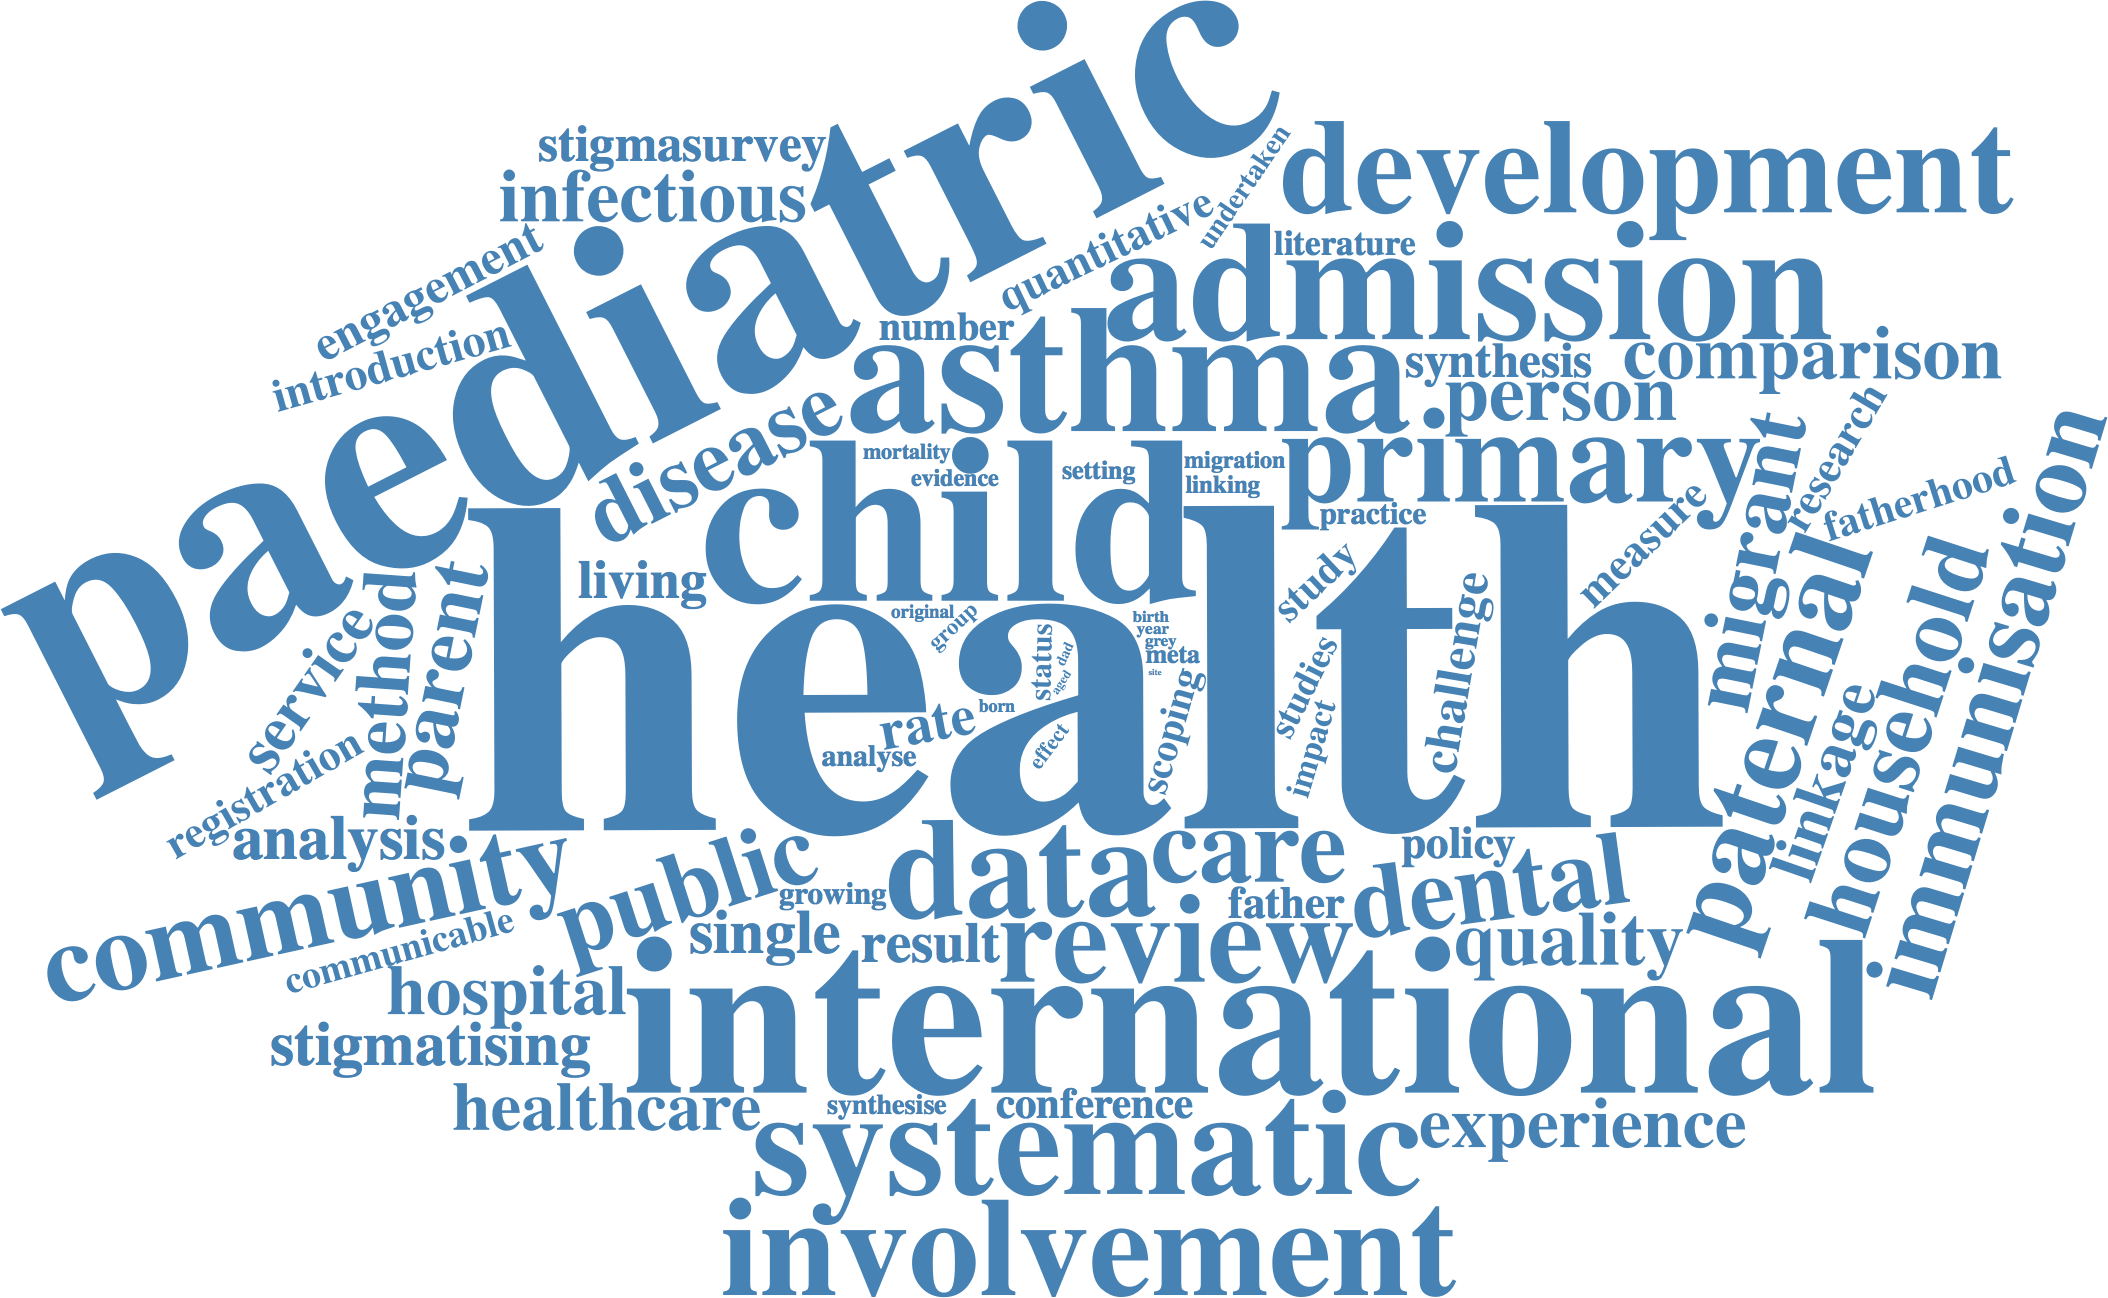 paediatric
stigmasurvey
infectious
engagement
introduction
undertaken
quantitative
development
literature
admission
number
asthma
synthesis
comparison
person
disease
mortality
evidence
child
setting
migration
linking
primary
practice
research
migrant
measure
fatherhood
immunisation
living
health
study
service
method
parent
original
group
birth
year
grey
meta
site
status
dad
aged
born
rate
analyse
effect
scoping
studies
impact
challenge
paternal
linkage
household
registration
analysis
community
communicable
public
growing
data
care
policy
father
dental
single
result
review
quality
hospital
international
stigmatising
healthcare
synthesise
conference
experience
systematic
involvement